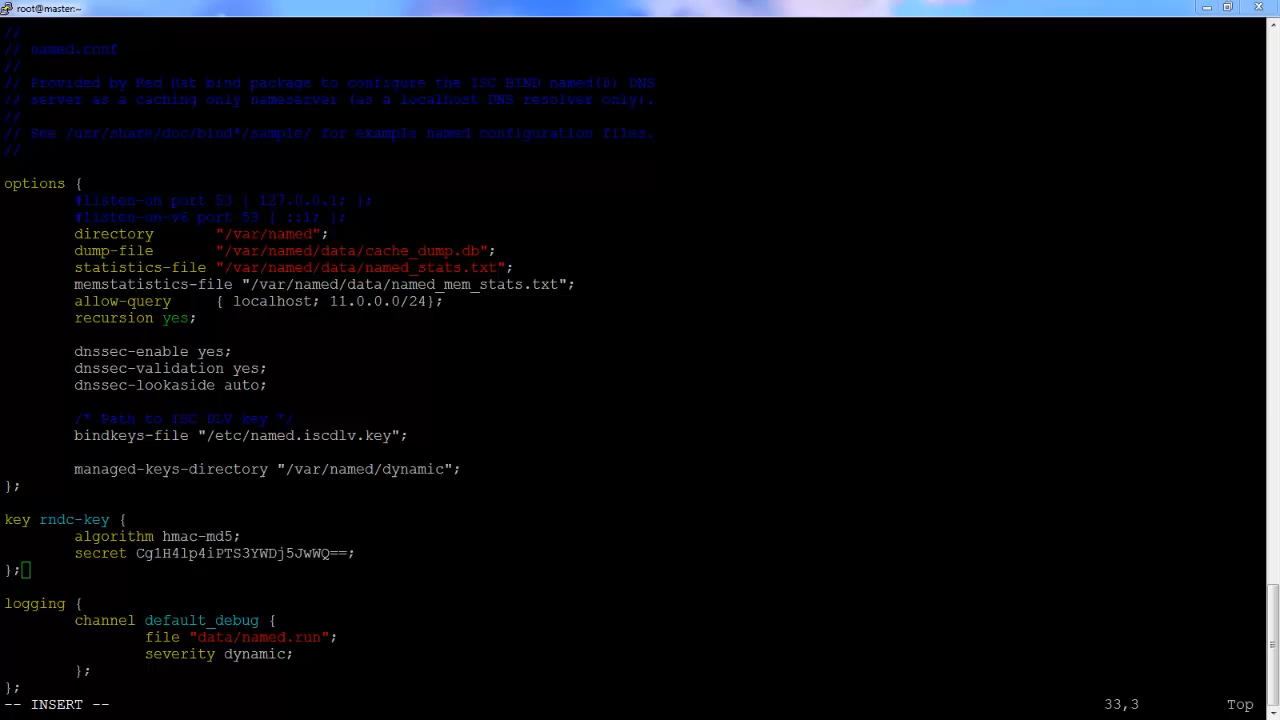 root@master:~
//
// named.conf
//
// Provided by Red Hat bind package to configure the ISC BIND named(8) DNS
// server as a caching only nameserver (as a localhost DNS resolver only).
//
// See /usr/share/doc/bind*/sample/ for example named configuration files.
//
options {
#listen-on port 53 { 127.0.0.1; };
#listen-on-v6 port 53 { ::1; };
directory "/var/named";
dump-file "/var/named/data/cache_dump.db";
statistics-file "/var/named/data/named_stats.txt";
memstatistics-file "/var/named/data/named_mem_stats.txt";
allow-query { localhost; 11.0.0.0/24};
recursion yes;
dnssec-enable yes;
dnssec-validation yes;
dnssec-lookaside auto;
/* Path to ISC DLV key */
bindkeys-file "/etc/named.iscdlv.key";
managed-keys-directory "/var/named/dynamic";
};
key rndc-key {
algorithm hmac-md5;
secret Cg1H4lp4iPTS3YWDj5JwWQ==;
};
logging {
channel default_debug {
file "data/named.run";
severity dynamic;
};
};
-- INSERT -- 33,3 Top